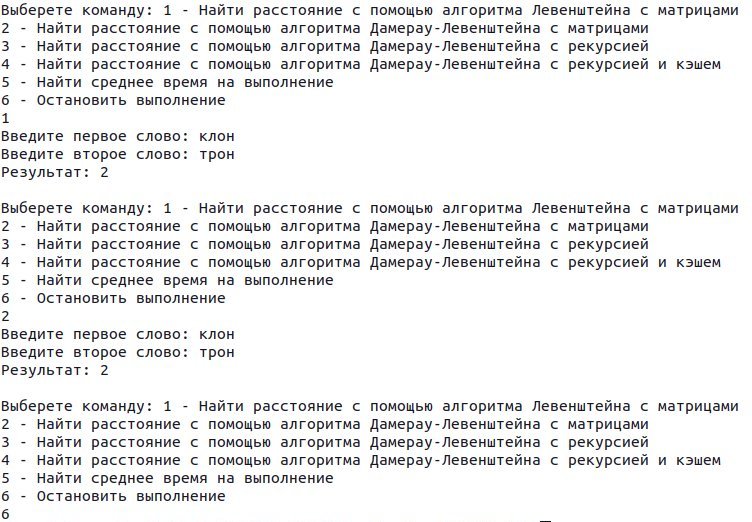 Выберете команду: 1 - Найти расстояние с помощью алгоритма Левенштейна с матрицами
2 - Найти расстояние с помощью алгоритма Дамерау-Левенштейна с матрицами
3 - Найти расстояние с помощью алгоритма Дамерау-Левенштейна с рекурсией
4 - Найти расстояние с помощью алгоритма Дамерау-Левенштейна с рекурсией и кэшем
5 - Найти среднее время на выполнение
6 - Остановить выполнение
1
Введите первое слово: клон
Введите второе слово: трон
Результат: 2

Выберете команду: 1 - Найти расстояние с помощью алгоритма Левенштейна с матрицами
2 - Найти расстояние с помощью алгоритма Дамерау-Левенштейна с матрицами
3 - Найти расстояние с помощью алгоритма Дамерау-Левенштейна с рекурсией
4 - Найти расстояние с помощью алгоритма Дамерау-Левенштейна с рекурсией и кэшем
5 - Найти среднее время на выполнение
6 - Остановить выполнение
2
Введите первое слово: клон
Введите второе слово: трон
Результат: 2

Выберете команду: 1 - Найти расстояние с помощью алгоритма Левенштейна с матрицами
2 - Найти расстояние с помощью алгоритма Дамерау-Левенштейна с матрицами
3 - Найти расстояние с помощью алгоритма Дамерау-Левенштейна с рекурсией
4 - Найти расстояние с помощью алгоритма Дамерау-Левенштейна с рекурсией и кэшем
5 - Найти среднее время на выполнение
6 - Остановить выполнение
6